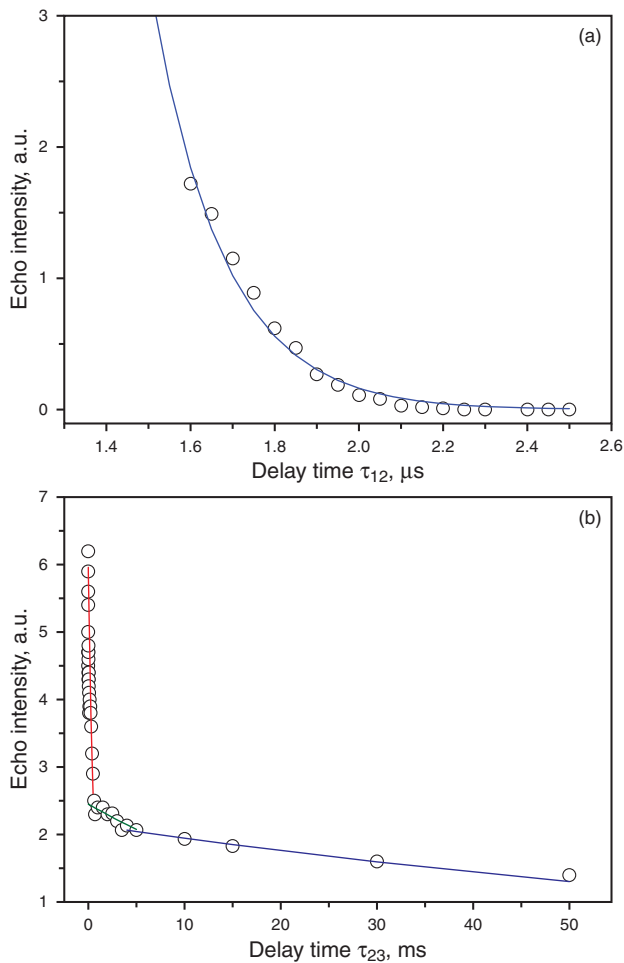 (a)
3
2
1
0
Echo intensity, a.u.
1.4 1.6 1.8 2.0 2.2 2.4 2.6
Delay time τ12, μs
(b)
7
6
5
4
3
2
1
Echo intensity, a.u.
0 10 20 30 40 50
Delay time τ23, ms